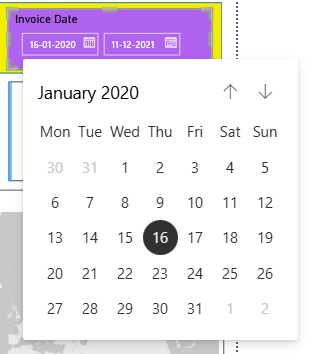 Invoice Date
16-01-2020 11-12-2021
January 2020
Mon Tue Wed Thu Fri Sat Sun
30 31 1 2 3 4 5
6 7 8 9 10 11 12
13 14 15 16 17 18 19
20 21 22 23 24 25 26
27 28 29 30 31 1 2